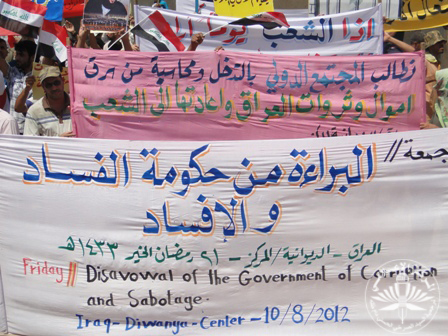 إذا الشعب يوما
نطالب المجتمع الدولي بالتدخل ومحاسبة من سرق
اموال وثروات العراق واعادتها الى الشعب
جمعة // البراءة من حكومة الفساد
والإفساد
العراق - الديوانية/المركز - ٢١ رمضان الخير - ١٤٣٣هـ
Friday // Disavowal of the Government of Corruption
and Sabotage.
Iraq-Diwanya-Center-10/8/2012